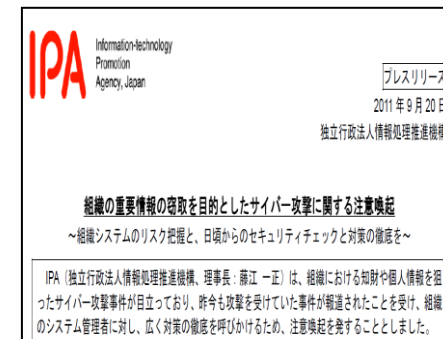 IPA
Information-technology
Promotion
Agency, Japan
プレスリリース
2011年9月20日
独立行政法人情報処理推進機構
組織の重要情報の窃取を目的としたサイバー攻撃に関する注意喚起
~組織システムのリスク把握と、日頃からのセキュリティチェックと対策の徹底を~
IPA(独立行政法人情報処理推進機構、理事長:藤江 一正)は、組織における知財や個人情報を狙
ったサイバー攻撃事件が目立っており、昨今も攻撃を受けていた事件が報道されたことを受け、組織
のシステム管理者に対し、広く対策の徹底を呼びかけるため、注意喚起を発することとしました。